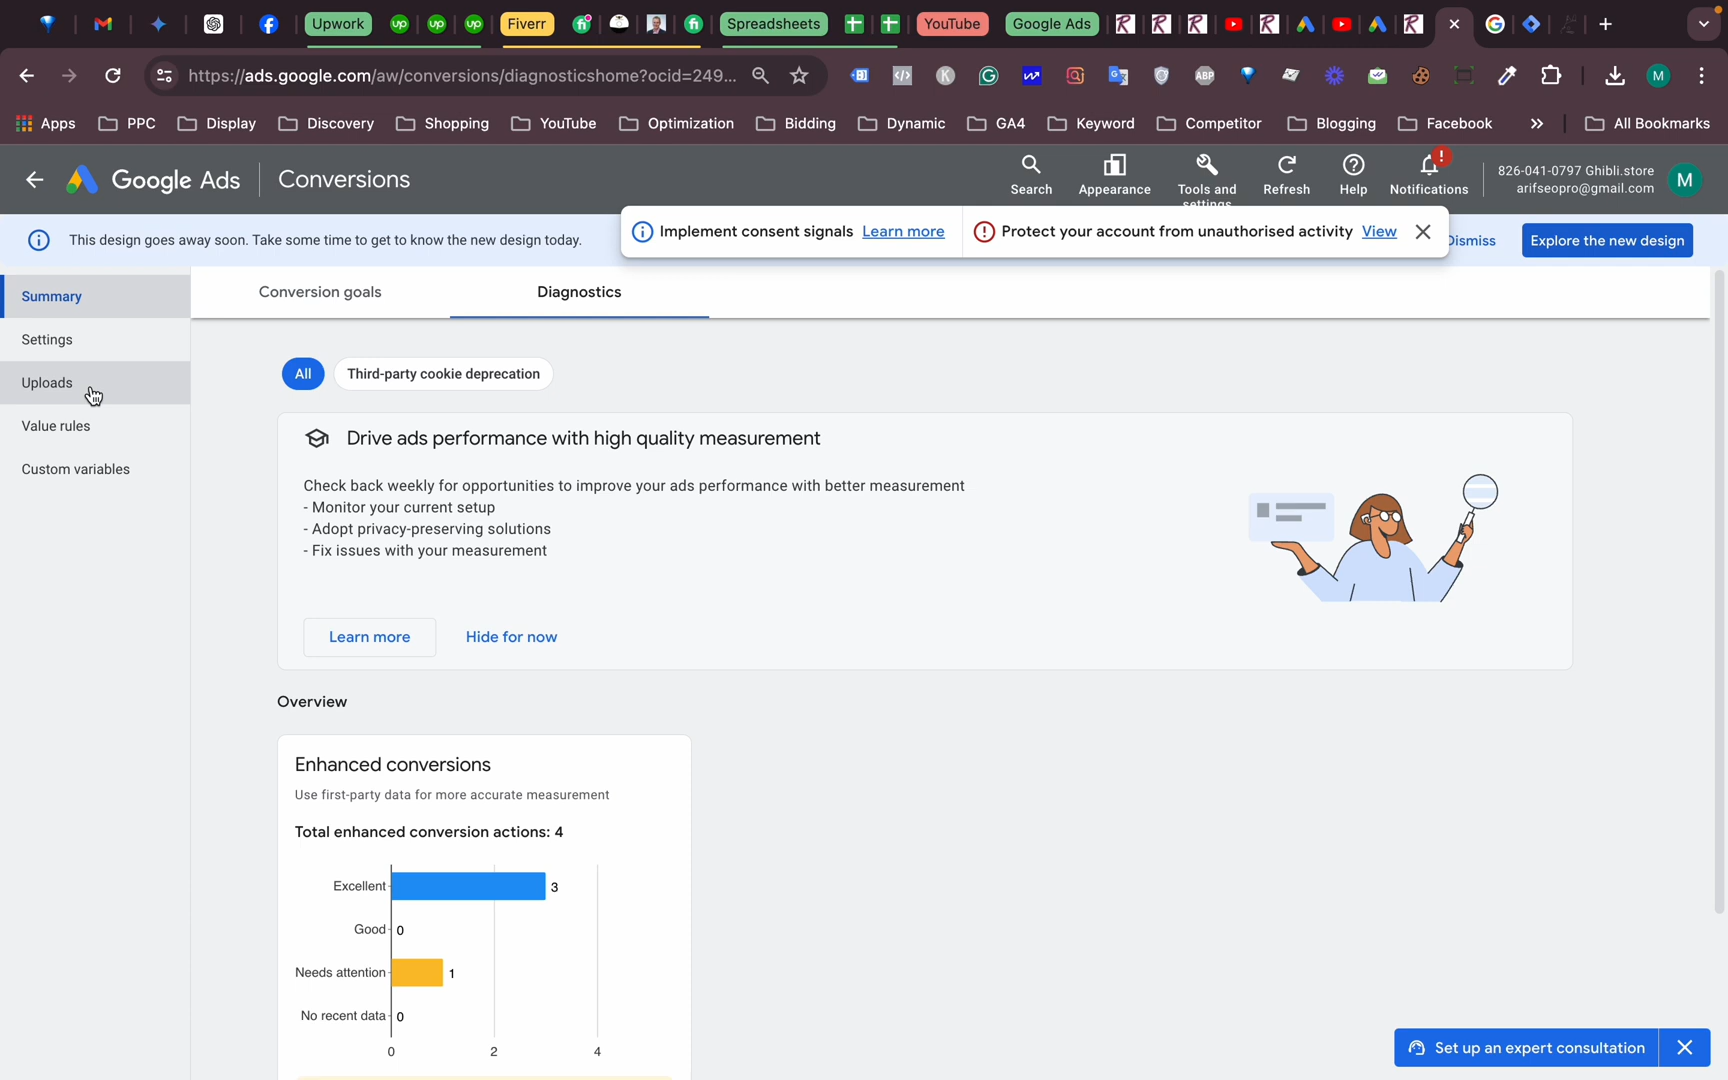 Upwork
Fiverr
Spreadsheets
YouTube
Google Ads
https://ads.google.com/aw/conversions/diagnosticshome?ocid=249...
ABP
M
Apps
PPC
Display
Discovery
Shopping
YouTube
Optimization
Bidding
Dynamic
GA4
Keyword
Competitor
Blogging
Facebook
All Bookmarks
Google Ads
Conversions
Search
Appearance
Tools and
settings
Refresh
Help
Notifications
826-041-0797 Ghibli.store
arifseopro@gmail.com
M
This design goes away soon. Take some time to get to know the new design today.
Implement consent signals Learn more
Protect your account from unauthorised activity View
Dismiss
Explore the new design
Summary
Settings
Uploads
Value rules
Custom variables
Conversion goals
Diagnostics
All
Third-party cookie deprecation
Drive ads performance with high quality measurement
Check back weekly for opportunities to improve your ads performance with better measurement
- Monitor your current setup
- Adopt privacy-preserving solutions
- Fix issues with your measurement
Learn more
Hide for now
Overview
Enhanced conversions
Use first-party data for more accurate measurement
Total enhanced conversion actions: 4
Excellent 3
Good 0
Needs attention 1
No recent data 0
0 2 4
Set up an expert consultation